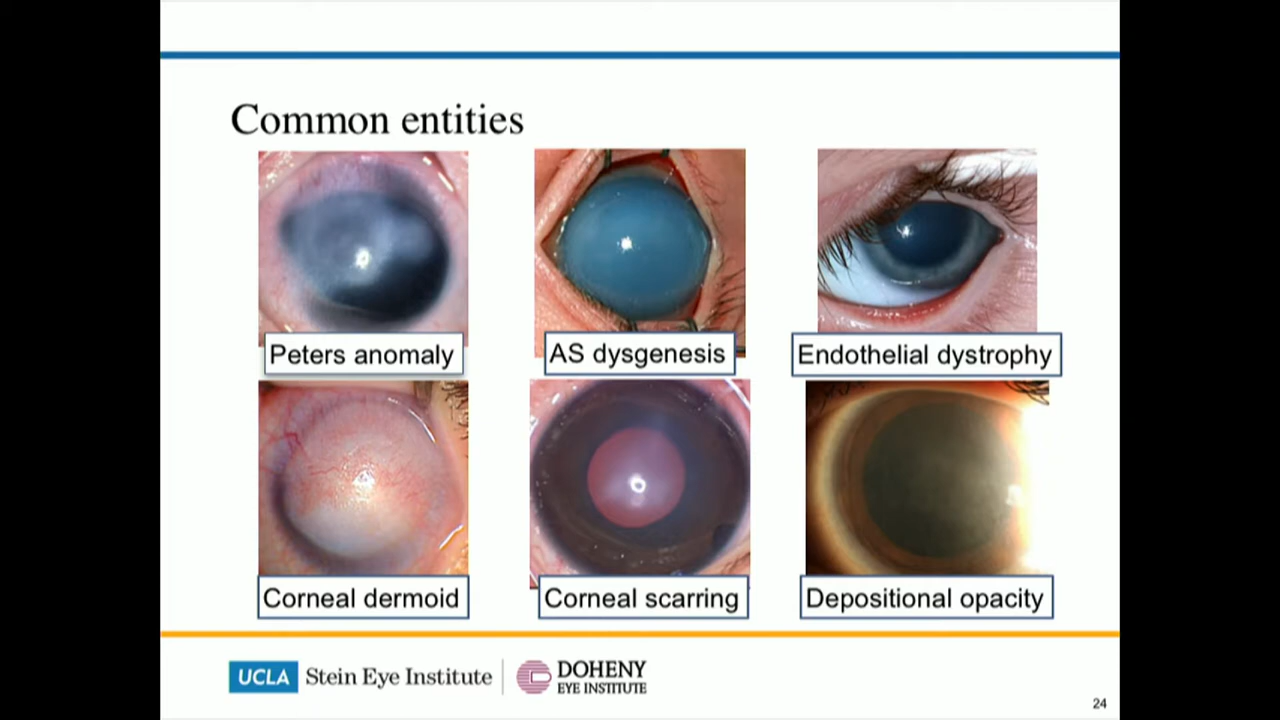 Common entities
Peters anomaly
AS dysgenesis
Endothelial dystrophy
Corneal dermoid
Corneal scarring
Depositional opacity
UCLA Stein Eye Institute
DOHENY
EYE INSTITUTE
24